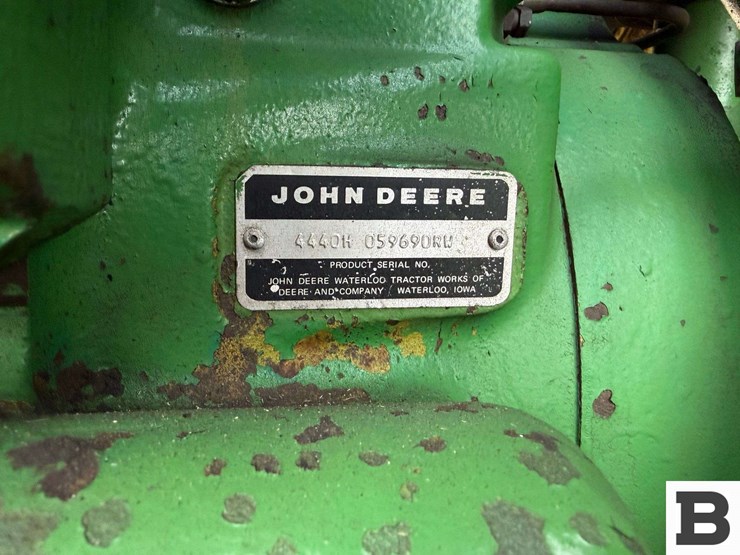 JOHN DEERE
4440H 059690RW
PRODUCT SERIAL NO.
JOHN DEERE WATERLOO TRACTOR WORKS OF
DEERE AND COMPANY WATERLOO, IOWA
B